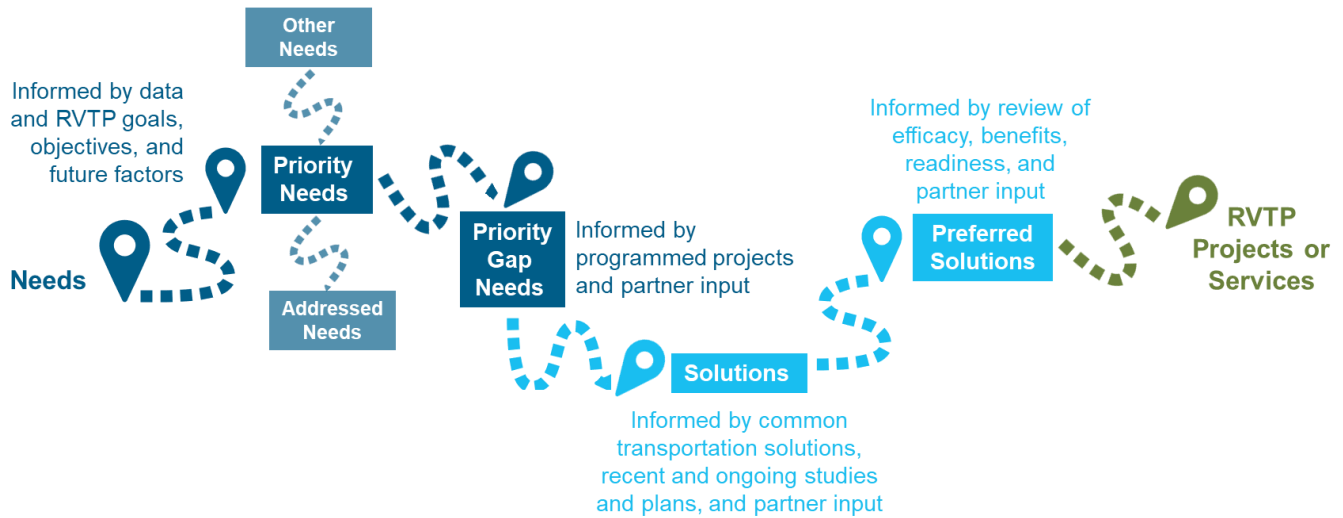 Other
Needs
Informed by data
and RVTP goals,
objectives, and
future factors
Priority
Needs
Needs
Addressed
Needs
Priority
Gap
Needs
Informed by
programmed projects
and partner input
Solutions
Informed by common
transportation solutions,
recent and ongoing studies
and plans, and partner input
Informed by review of
efficacy, benefits,
readiness, and
partner input
Preferred
Solutions
RVTP
Projects or
Services